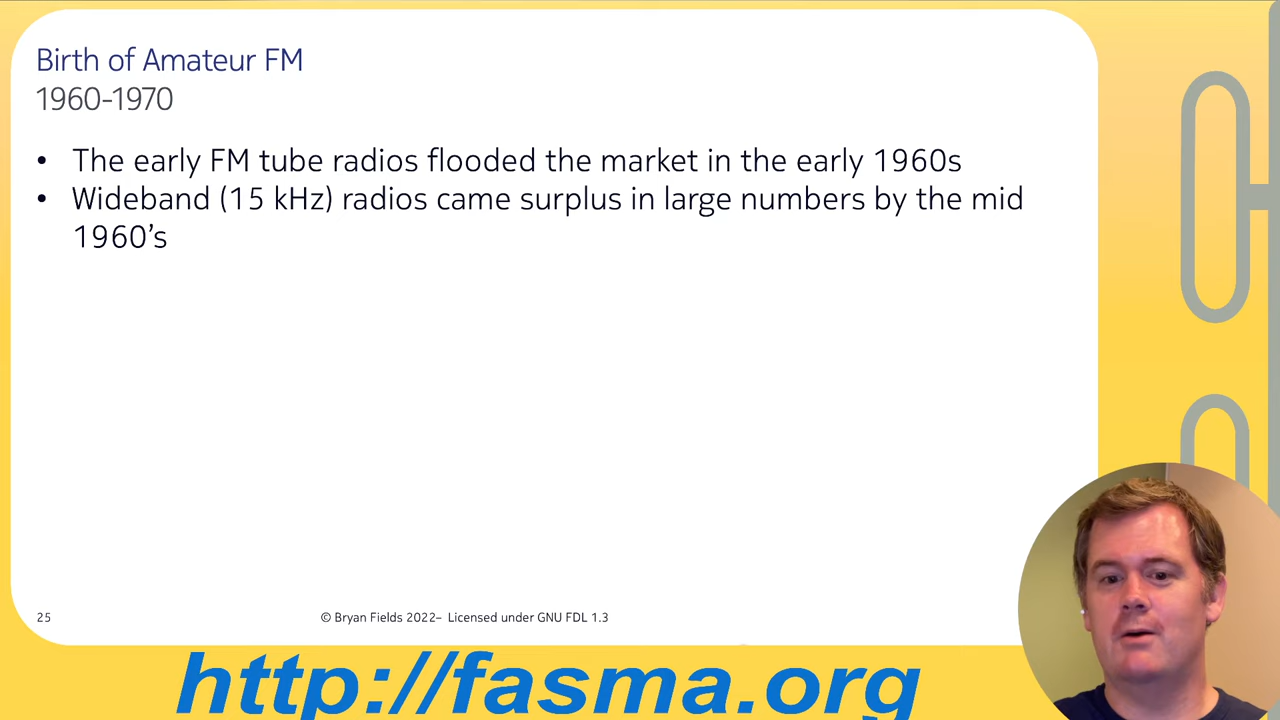 Birth of Amateur FM
1960-1970
• The early FM tube radios flooded the market in the early 1960s
• Wideband (15 kHz) radios came surplus in large numbers by the mid
1960’s
25
© Bryan Fields 2022– Licensed under GNU FDL 1.3
http://fasma.org